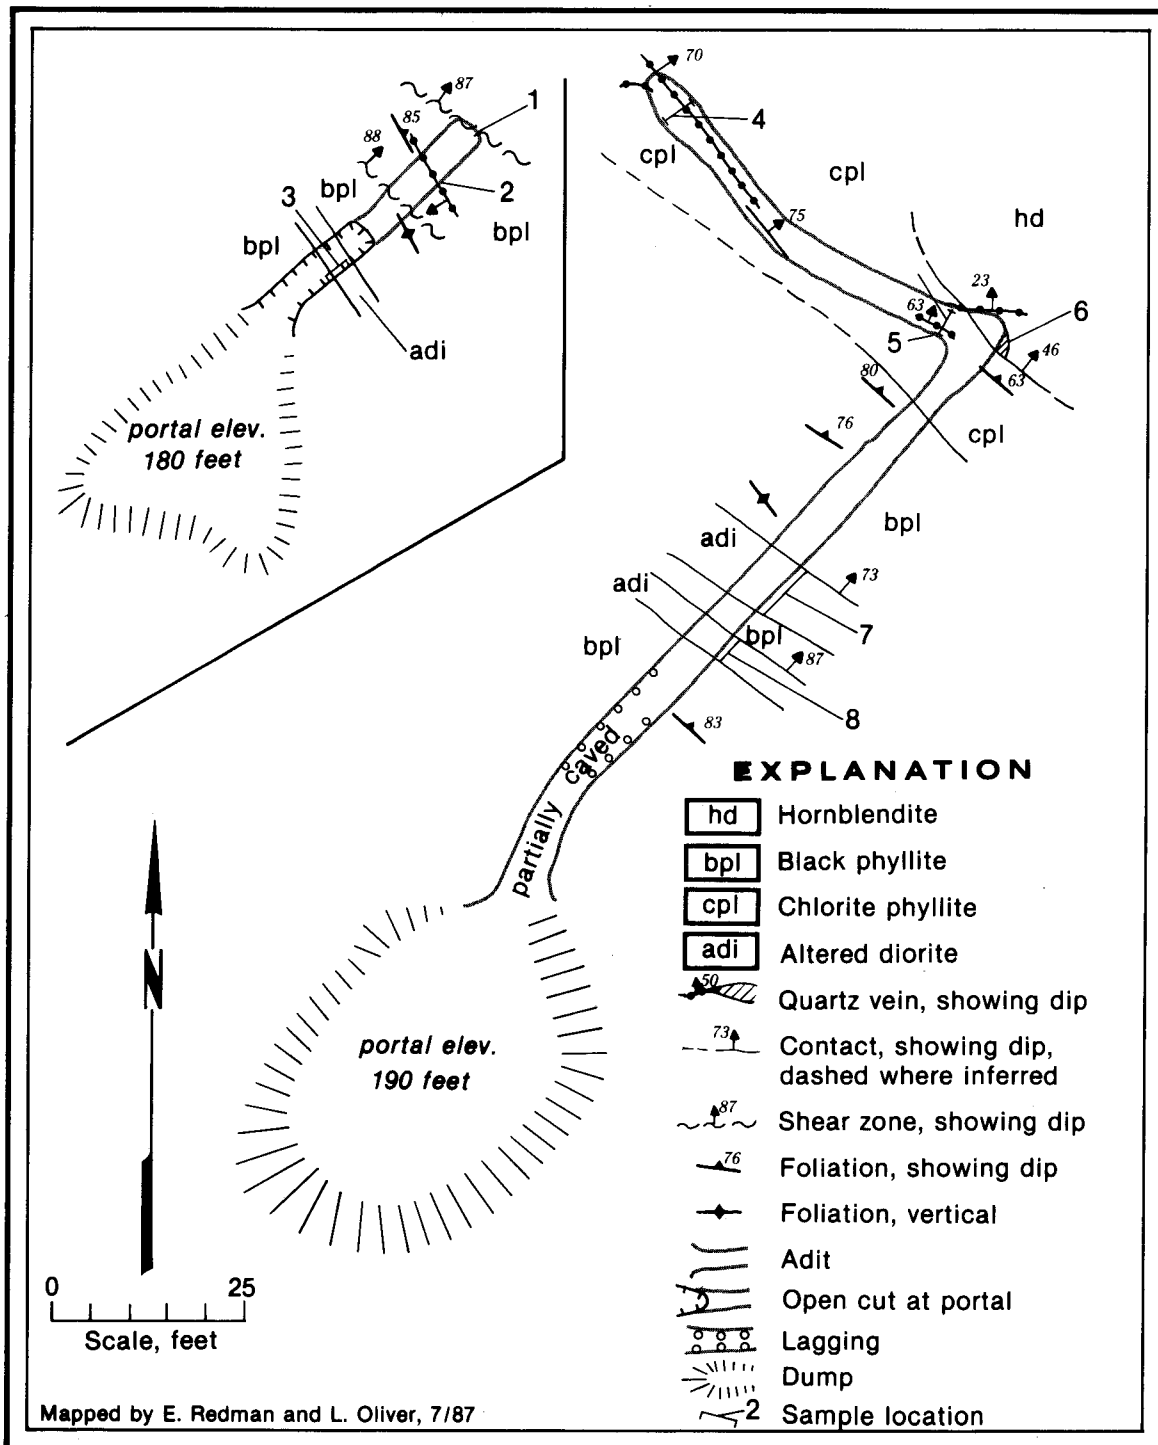 87
1
85
88
2
bpl
3
bpl
bpl
adi
portal elev.
180 feet
70
4
cpl
cpl
75
hd
23
63
6
5
46
63
80
cpl
76
bpl
adi
73
adi
7
bpl
bpl
87
8
83
partially caved
portal elev.
190 feet
N
0 25
Scale, feet
Mapped by E. Redman and L. Oliver, 7/87
EXPLANATION
hd Hornblendite
bpl Black phyllite
cpl Chlorite phyllite
adi Altered diorite
50 Quartz vein, showing dip
73 Contact, showing dip,
dashed where inferred
87 Shear zone, showing dip
76 Foliation, showing dip
Foliation, vertical
Adit
Open cut at portal
Lagging
Dump
2 Sample location